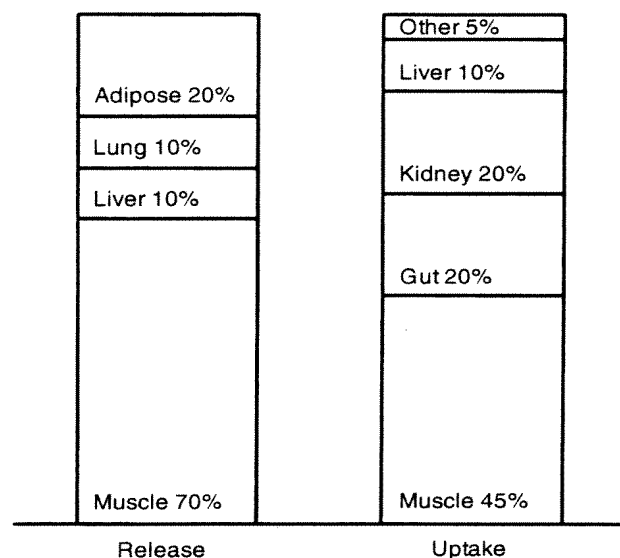 Adipose 20%
Lung 10%
Liver 10%
Muscle 70%
Release
Other 5%
Liver 10%
Kidney 20%
Gut 20%
Muscle 45%
Uptake